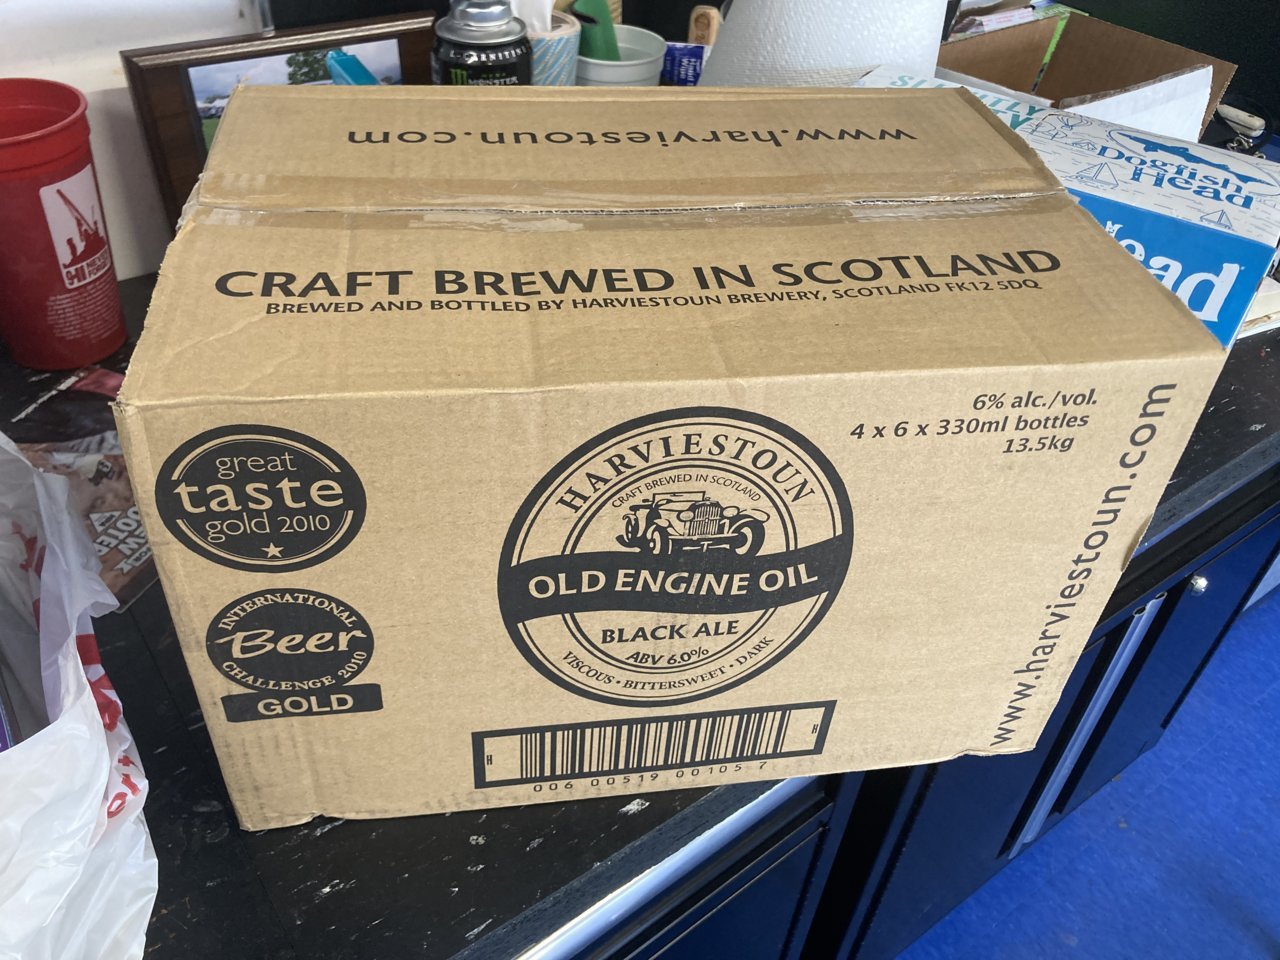 L-CARNITINE
MONSTER
www.harviestoun.com
SLIGHTLY
Dogfish
Head
ead
CRAFT BREWED IN SCOTLAND
BREWED AND BOTTLED BY HARVIESTOUN BREWERY, SCOTLAND FK12 5DQ
6% alc./vol.
4 x 6 x 330ml bottles
13.5kg
great
taste
gold 2010
HARVIESTOUN
CRAFT BREWED IN SCOTLAND
OLD ENGINE OIL
BLACK ALE
ABV 6.0%
VISCOUS • BITTERSWEET • DARK
INTERNATIONAL
Beer
CHALLENGE 2010
GOLD
www.harviestoun.com
H H
006 00519 00105 7